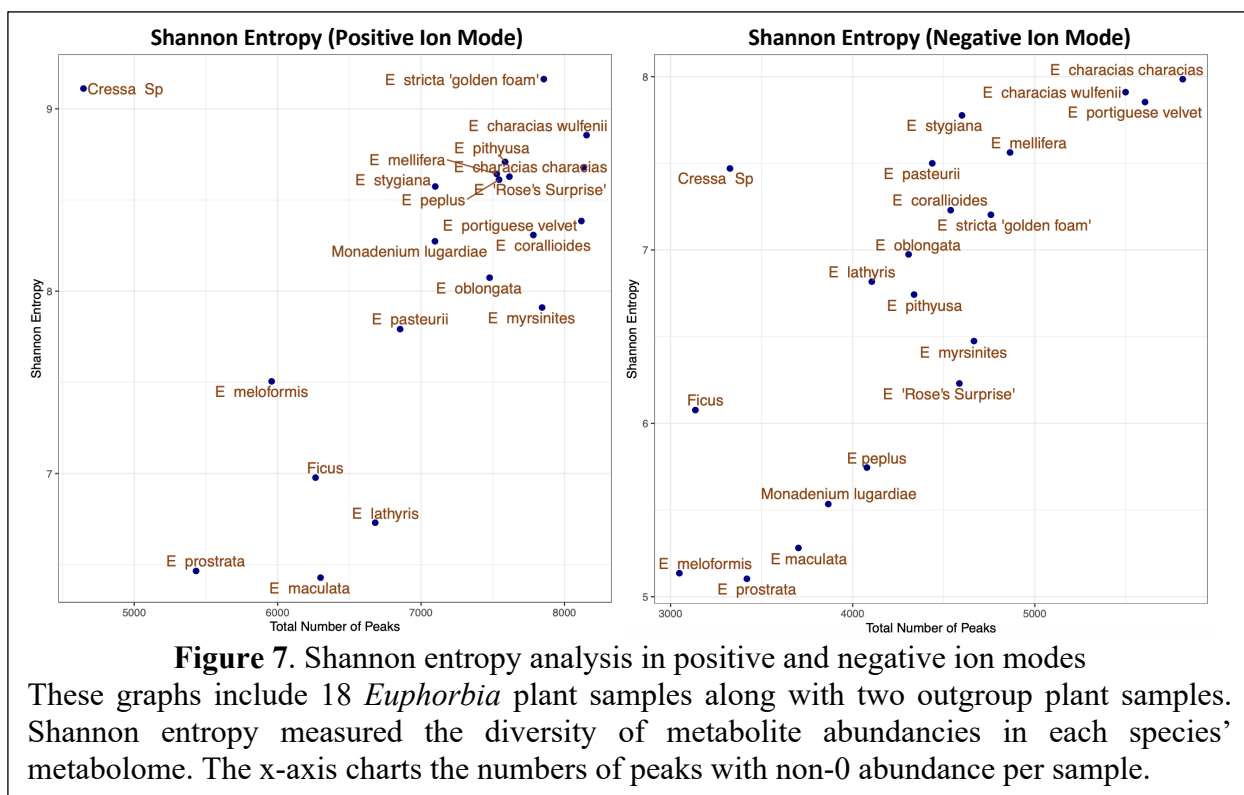 Shannon Entropy (Positive Ion Mode)
E stricta 'golden foam'
Cressa Sp
9
E characias wulfenii
E pithyusa
E mellifera
E characias characias
E stygiana
E 'Rose's Surprise'
E peplus
E portiguese velvet
Monadenium lugardiae
E corallioides
E oblongata
8
E pasteurii
E myrsinites
E meloformis
Ficus
7
E lathyris
E prostrata
E maculata
Shannon Entropy
5000 6000 7000 8000
Total Number of Peaks
Shannon Entropy (Negative Ion Mode)
E characias characias
8
E characias wulfenii
E portiguese velvet
E stygiana
E mellifera
Cressa Sp
E pasteurii
E corallioides
E stricta 'golden foam'
E oblongata
7
E lathyris
E pithyusa
E myrsinites
E 'Rose's Surprise'
Ficus
6
E peplus
Monadenium lugardiae
E maculata
E meloformis
E prostrata
5
Shannon Entropy
3000 4000 5000
Total Number of Peaks
Figure 7. Shannon entropy analysis in positive and negative ion modes
These graphs include 18 Euphorbia plant samples along with two outgroup plant samples.
Shannon entropy measured the diversity of metabolite abundances in each species'
metabolome. The x-axis charts the numbers of peaks with non-0 abundance per sample.